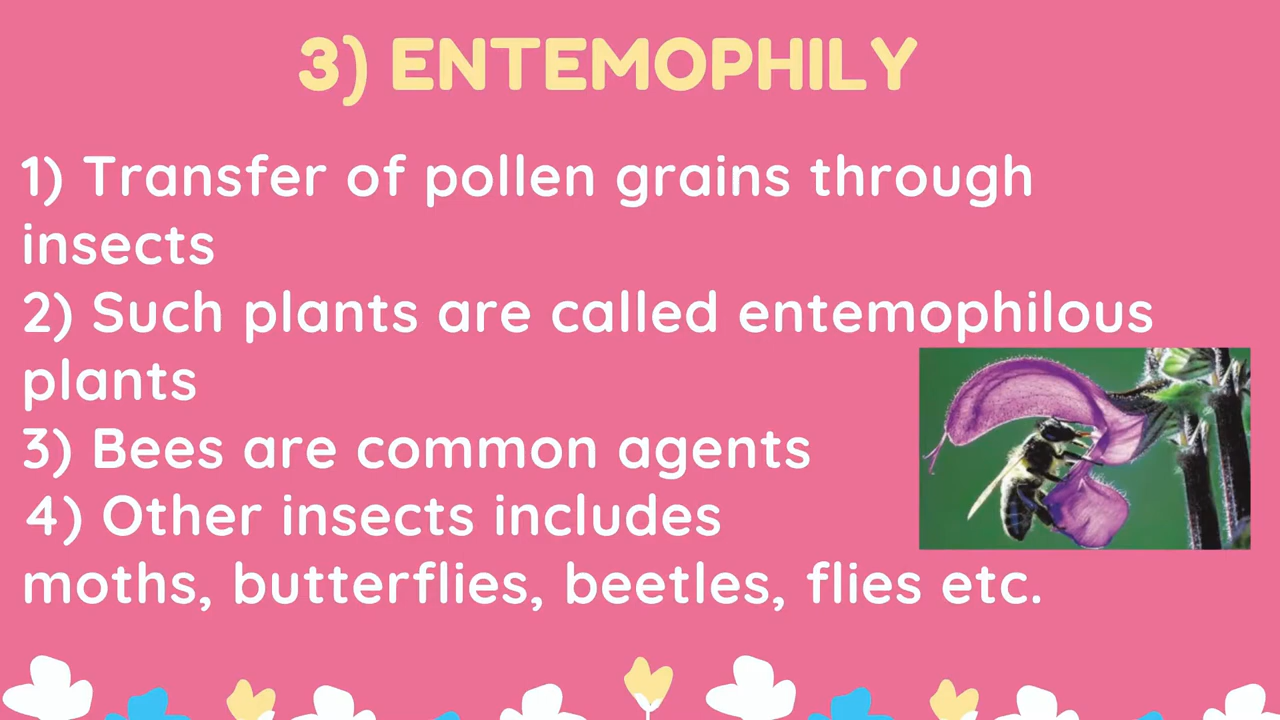 3) ENTEMOPHILY
1) Transfer of pollen grains through
insects
2) Such plants are called entemophilous
plants
3) Bees are common agents
4) Other insects includes
moths, butterflies, beetles, flies etc.